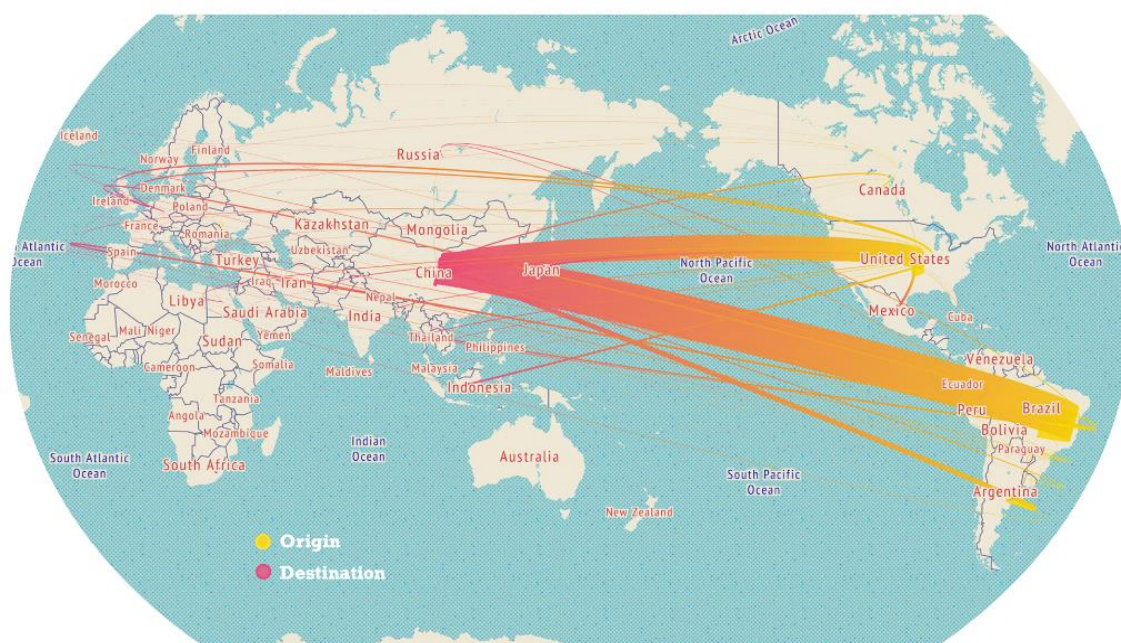 Arctic Ocean
Iceland
Norway
Finland
Russia
Canada
Denmark
Ireland
Poland
France
Kazakhstan
Mongolia
Romania
Atlantic
Ocean
Spain
Turkey
Uzbekistan
China
Japan
North Pacific
Ocean
United States
North Atlantic
Ocean
Morocco
Libya
Iraq
Iran
Nepal
Saudi Arabia
India
Mexico
Cuba
Senegal
Mali
Niger
Sudan
Yemen
Thailand
Philippines
Cameroon
Somalia
Maldives
Malaysia
Venezuela
Indonesia
Ecuador
Tanzania
Angola
Peru
Brazil
Mozambique
Bolivia
Paraguay
South Atlantic
Ocean
South Africa
Indian
Ocean
Australia
South Pacific
Ocean
Argentina
New Zealand
Origin
Destination